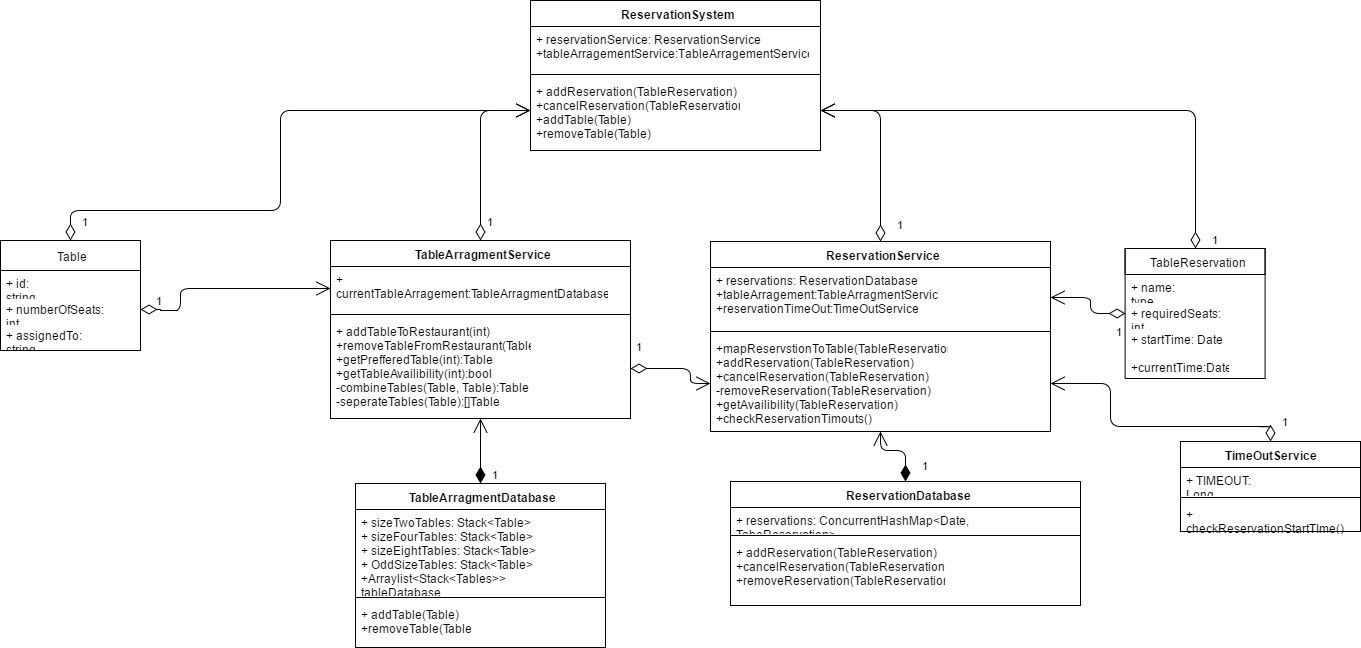 ReservationSystem
+ reservationService: ReservationService
+tableArragementService:TableArragementService
+ addReservation(TableReservation)
+cancelReservation(TableReservation
+addTable(Table)
+removeTable(Table)
1
1
1
1
Table
+ id:
string
+ numberOfSeats:
int
+ assignedTo:
string
1
TableArragmentService
+
currentTableArragement:TableArragmentDatabase
+ addTableToRestaurant(int)
+removeTableFromRestaurant(Table
+getPrefferedTable(int):Table
+getTableAvailibility(int):bool
-combineTables(Table, Table):Table
-seperateTables(Table):[]Table
1
ReservationService
+ reservations: ReservationDatabase
+tableArragement:TableArragmentServic
+reservationTimeOut:TimeOutService
+mapReservstionToTable(TableReservatio
+addReservation(TableReservation)
+cancelReservation(TableReservation)
-removeReservation(TableReservation)
+getAvailibility(TableReservation)
+checkReservationTimouts()
TableReservation
+ name:
type
+ requiredSeats:
int
+ startTime: Date
+currentTime:Date
1
1
TimeOutService
+ TIMEOUT:
Long
+
checkReservationStartTIme()
1
TableArragmentDatabase
+ sizeTwoTables: Stack<Table>
+ sizeFourTables: Stack<Table>
+ sizeEightTables: Stack<Table>
+ OddSizeTables: Stack<Table>
+Arraylist<Stack<Tables>>
tableDatabase
+ addTable(Table)
+removeTable(Table
1
ReservationDatabase
+ reservations: ConcurrentHashMap<Date,
TableReservation>
+ addReservation(TableReservation)
+cancelReservation(TableReservation
+removeReservation(TableReservation